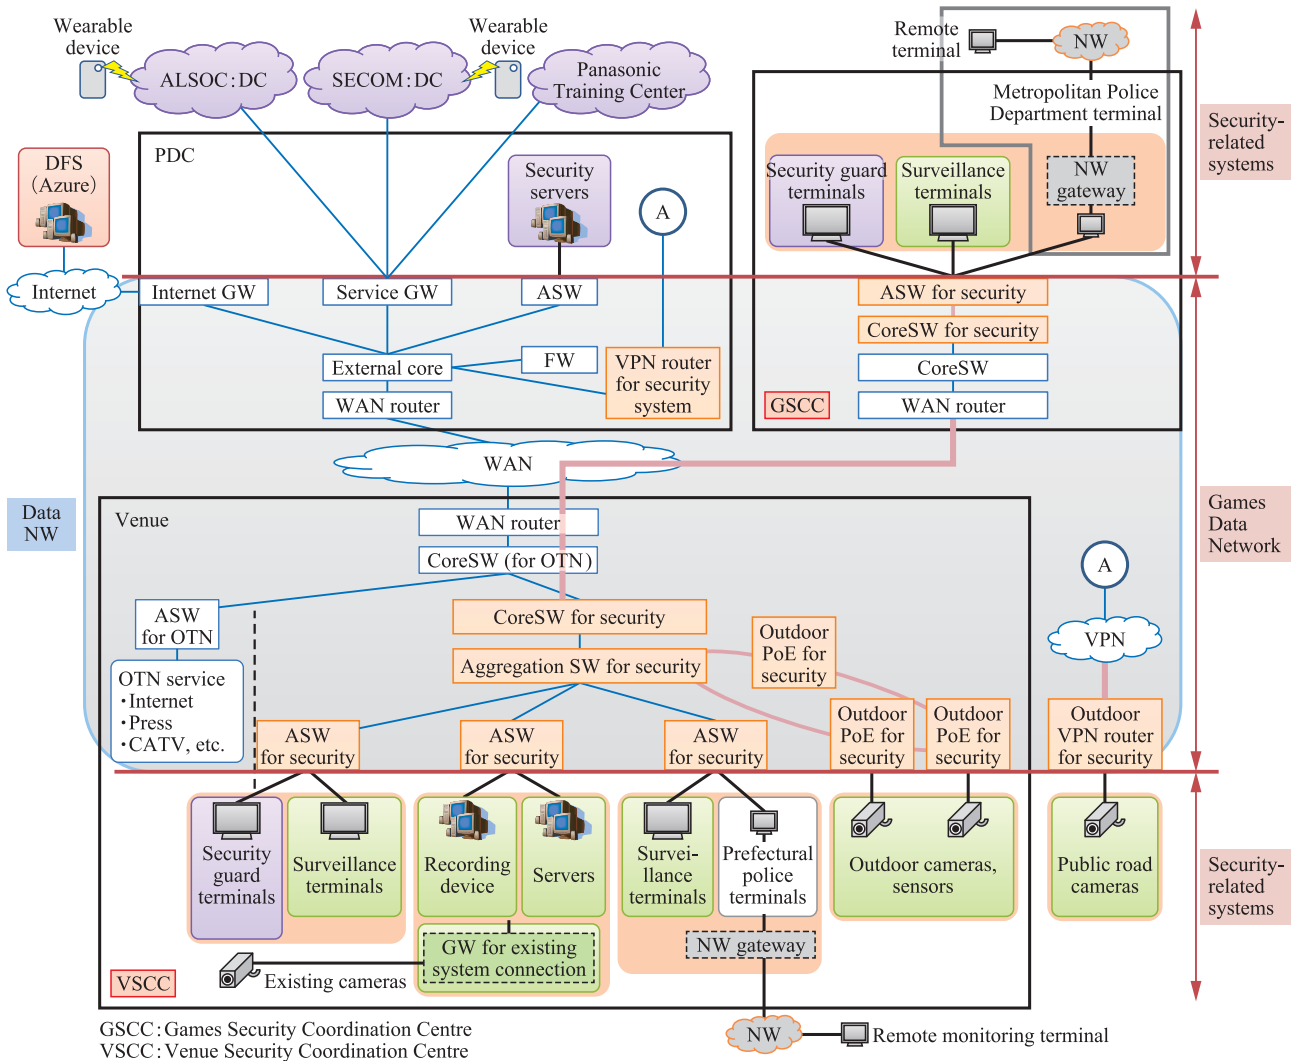 Wearable
device
ALSOC:DC
SECOM:DC
Wearable
device
Panasonic
Training Center
Remote
terminal
NW
Metropolitan Police
Department terminal
Security-
related
systems
PDC
DFS
(Azure)
Security
servers
A
Security guard
terminals
Surveillance
terminals
NW
gateway
Internet
Internet GW
Service GW
ASW
ASW for security
CoreSW for security
External core
FW
VPN router
for security
system
CoreSW
WAN router
GSCC
WAN router
WAN
Data
NW
Games
Data
Network
Venue
WAN router
CoreSW (for OTN)
A
ASW
for OTN
CoreSW for security
Outdoor
PoE for
security
VPN
Aggregation SW for security
OTN service
・Internet
・Press
・CATV, etc.
ASW
for security
ASW
for security
ASW
for security
Outdoor
PoE for
security
Outdoor
PoE for
security
Outdoor
VPN router
for security
Security
guard
terminals
Surveillance
terminals
Recording
device
Servers
Survei-
llance
terminals
Prefectural
police
terminals
Outdoor cameras,
sensors
Public road
cameras
Security-
related
systems
GW for existing
system connection
NW gateway
Existing cameras
VSCC
GSCC: Games Security Coordination Centre
VSCC: Venue Security Coordination Centre
NW
Remote monitoring terminal